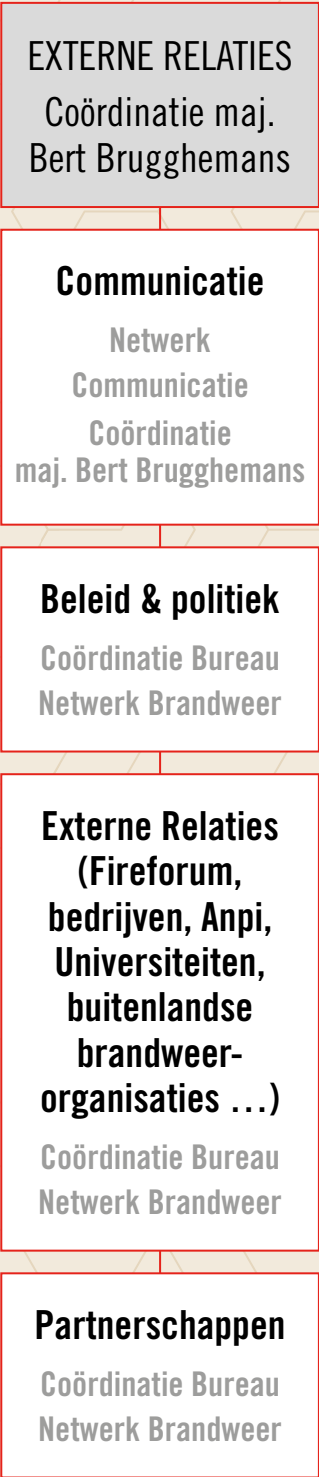 EXTERNE RELATIES
Coördinatie maj.
Bert Brugghemans
Communicatie
Netwerk
Communicatie
Coördinatie
maj. Bert Brugghemans
Beleid & politiek
Coördinatie Bureau
Netwerk Brandweer
Externe Relaties
(Fireforum,
bedrijven, Anpi,
Universiteiten,
buitenlandse
brandweer-
organisaties …)
Coördinatie Bureau
Netwerk Brandweer
Partnerschappen
Coördinatie Bureau
Netwerk Brandweer